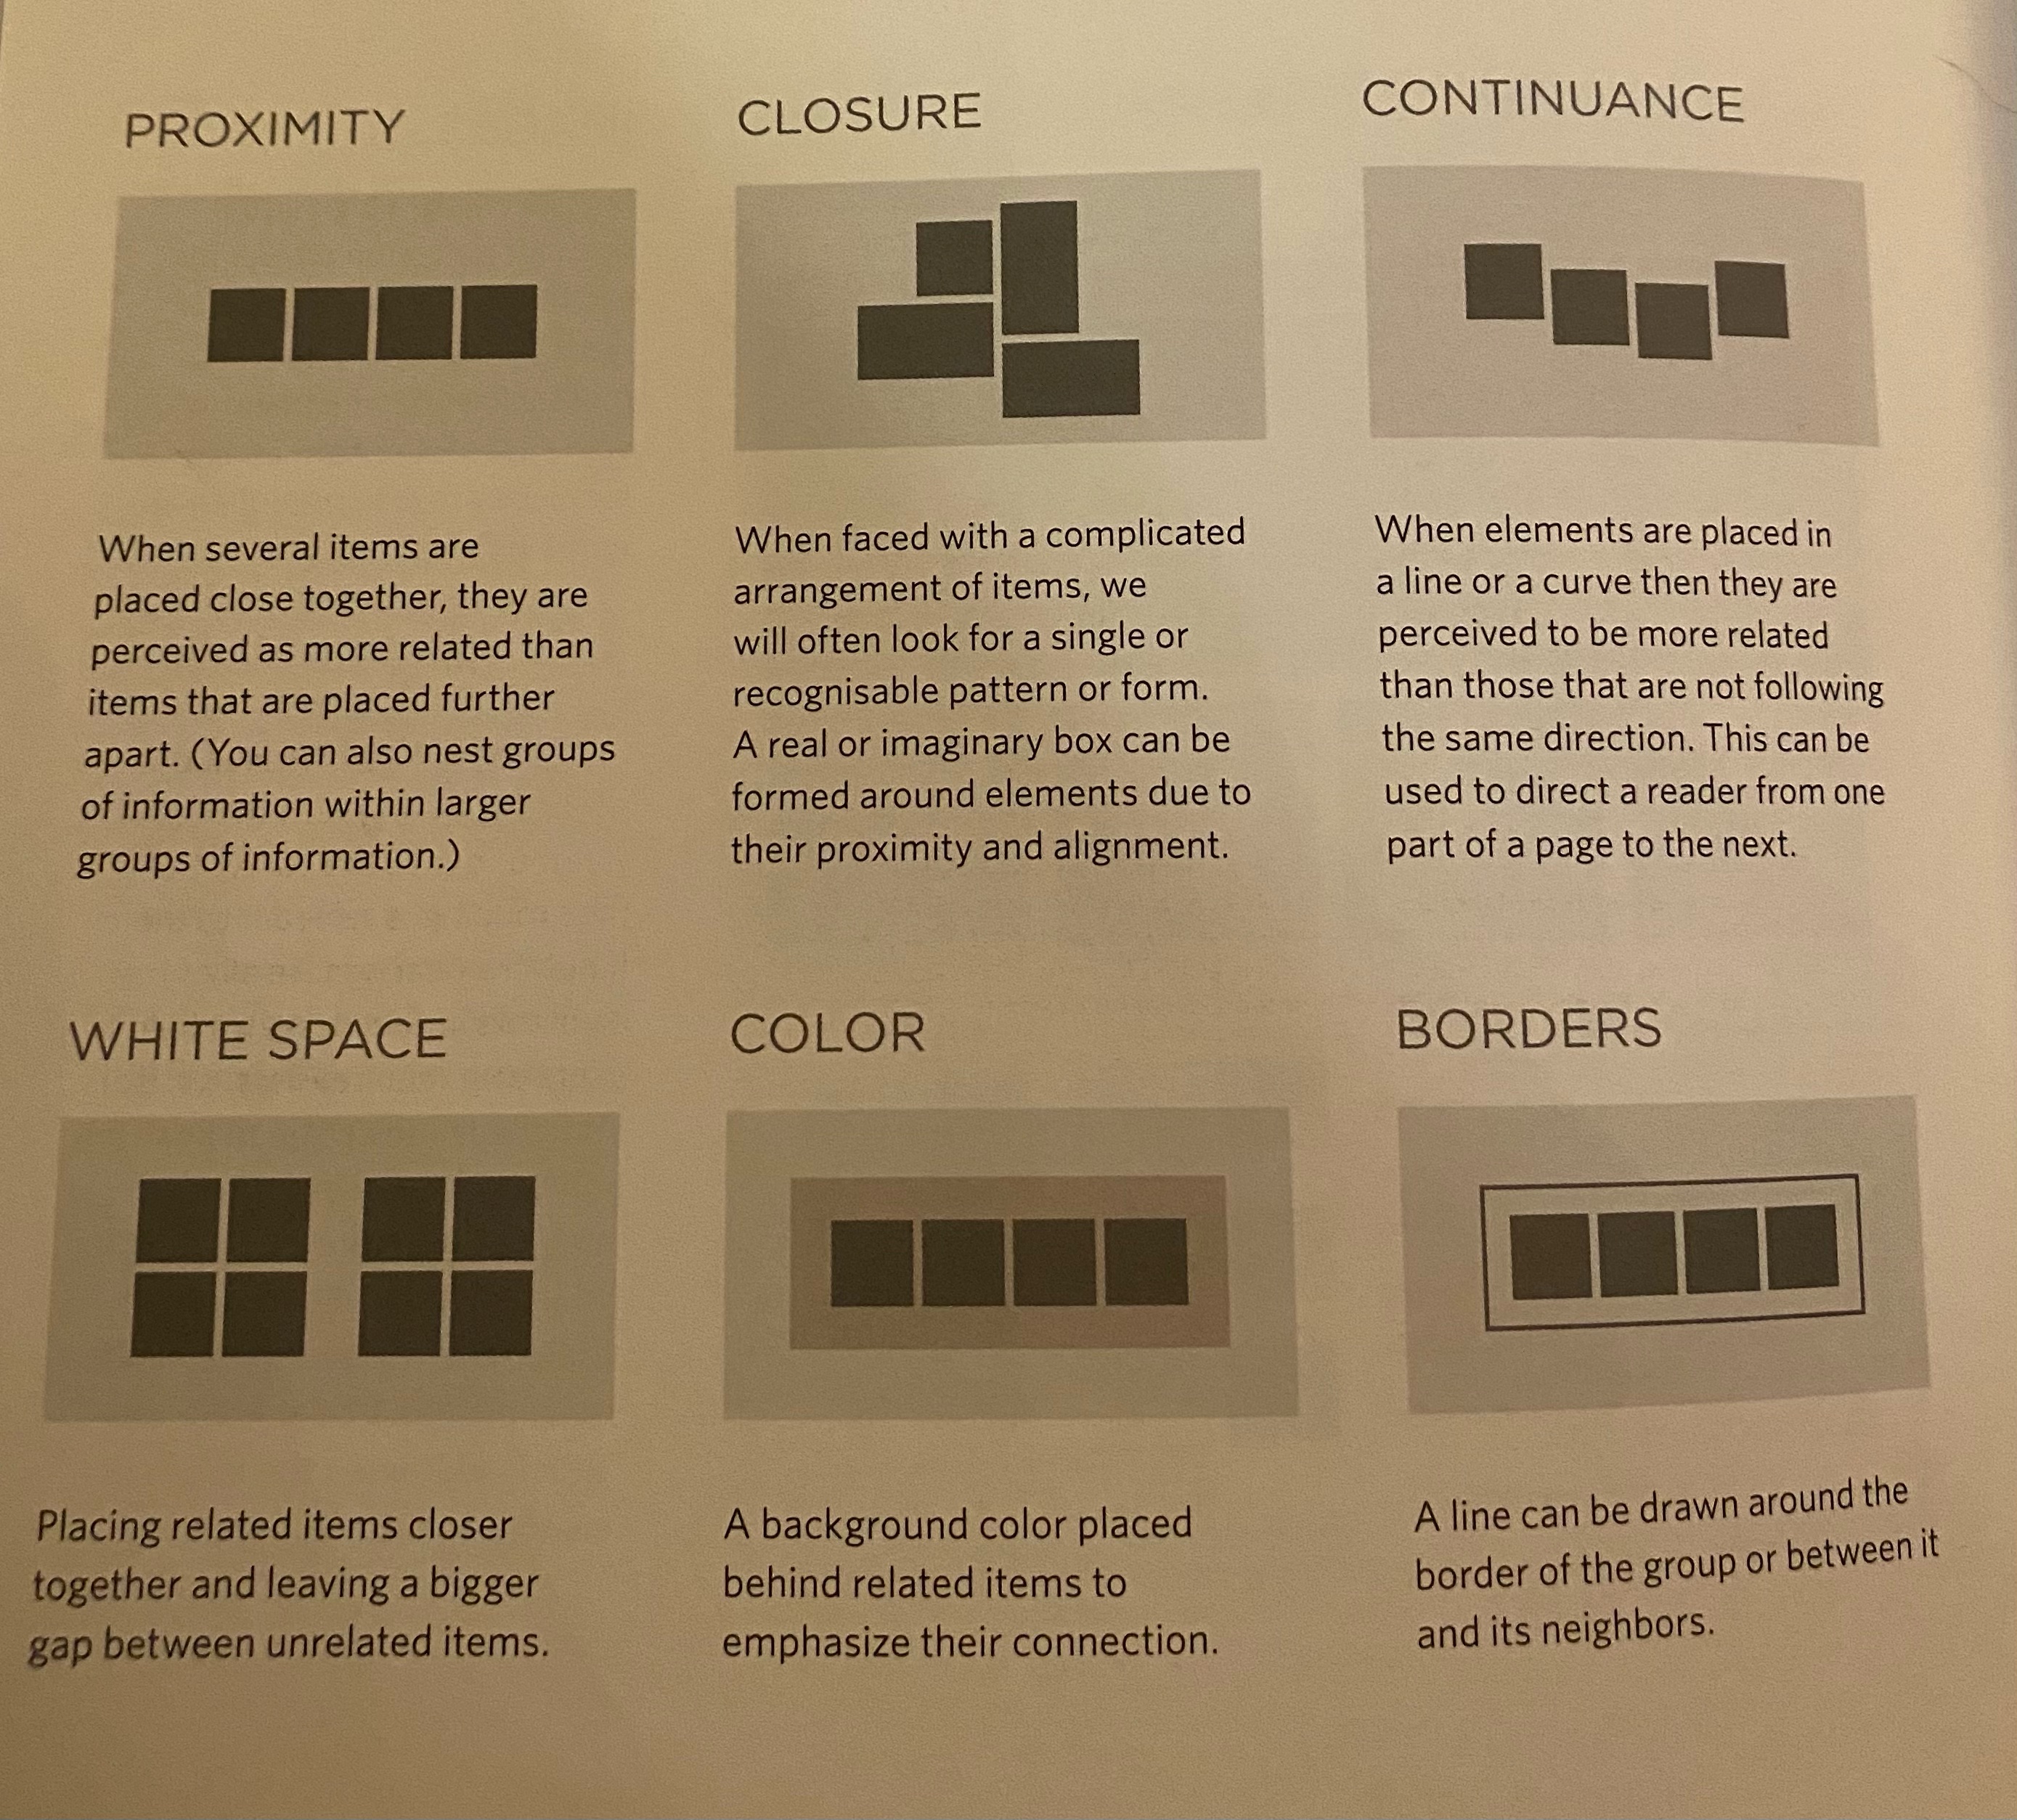 PROXIMITY
When several items are
placed close together, they are
perceived as more related than
items that are placed further
apart. (You can also nest groups
of information within larger
groups of information.)
CLOSURE
When faced with a complicated
arrangement of items, we
will often look for a single or
recognisable pattern or form.
A real or imaginary box can be
formed around elements due to
their proximity and alignment.
CONTINUANCE
When elements are placed in
a line or a curve then they are
perceived to be more related
than those that are not following
the same direction. This can be
used to direct a reader from one
part of a page to the next.
WHITE SPACE
Placing related items closer
together and leaving a bigger
gap between unrelated items.
COLOR
A background color placed
behind related items to
emphasize their connection.
BORDERS
A line can be drawn around the
border of the group or between it
and its neighbors.